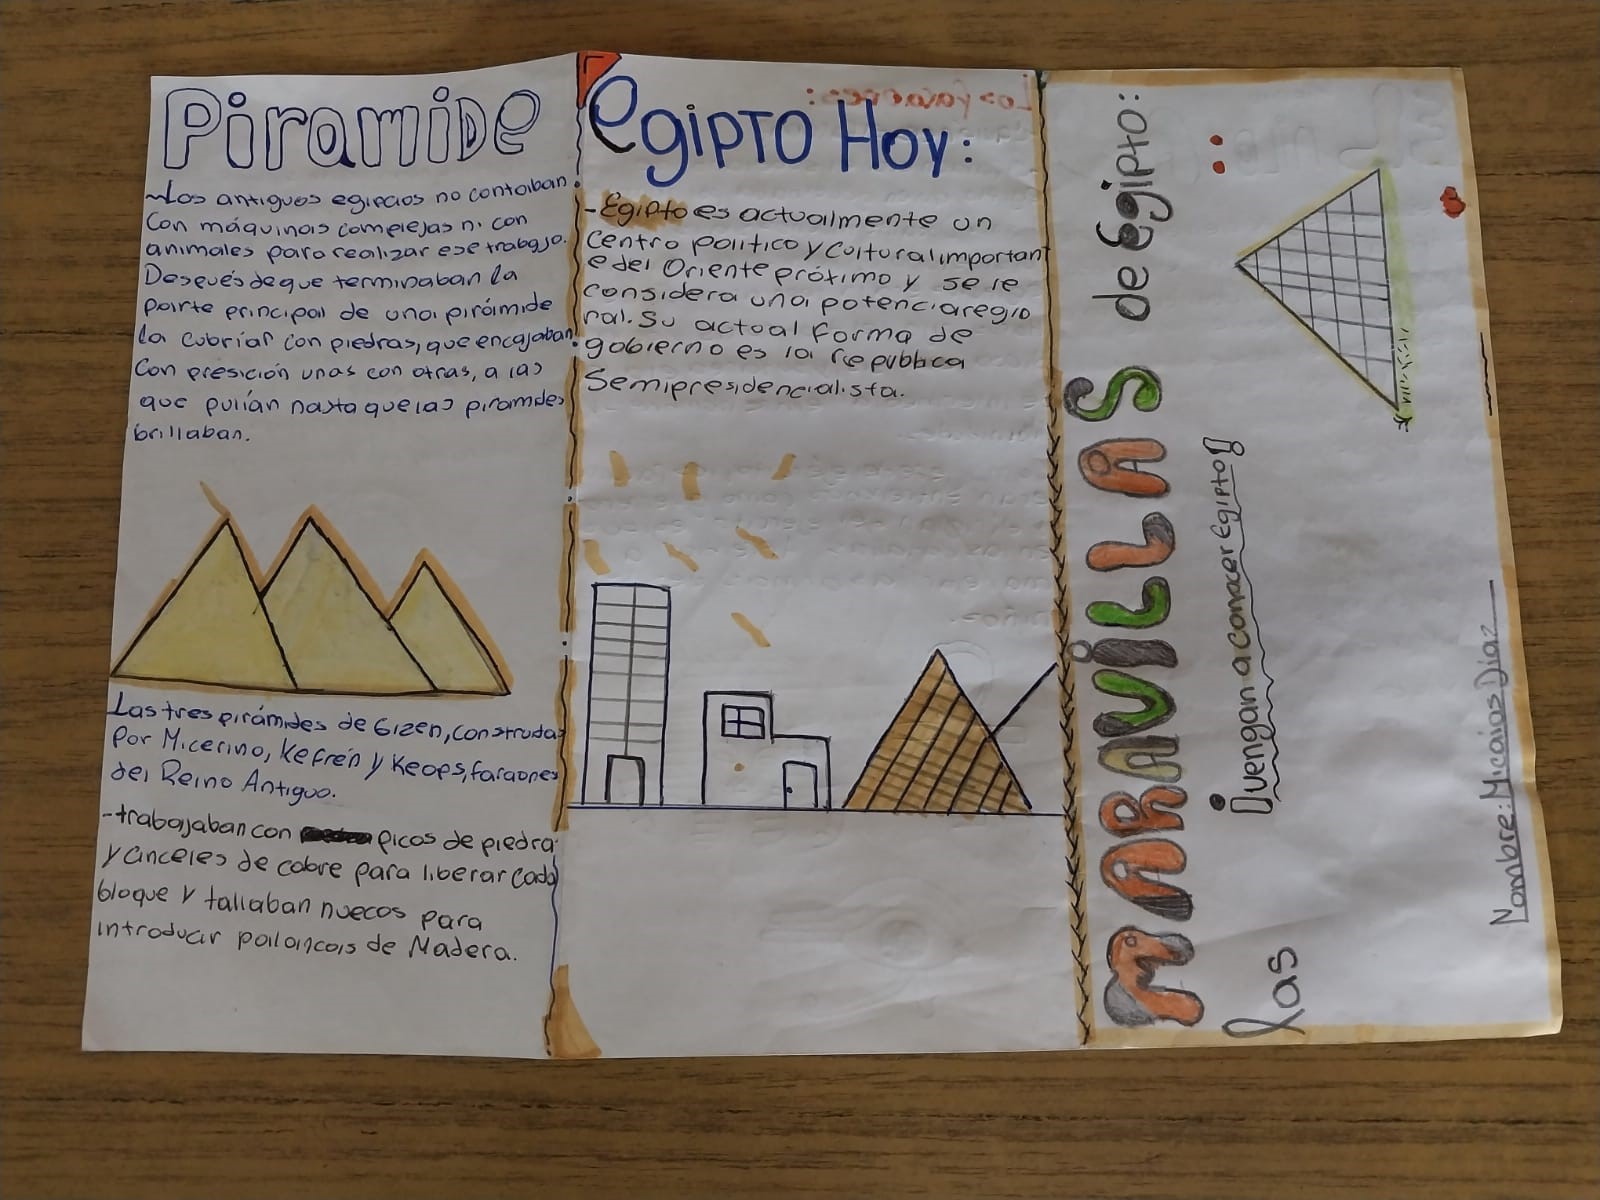 Piramide
~Los antiguos egipcios no contaban
Con máquinas complejas ni con
animales para realizar ese trabajo.
Después de que terminaban la
parte principal de una pirámide
la cubrían con piedras, que encajaban
Con presición unas con otras, a las
que pulían hasta que las piramides
brillaban.
Las tres pirámides de Gizen, construidas
Por Micerino, Kefrén y Keops, faraones
del Reino Antiguo.
-trabajaban con picos de piedra
y cinceles de cobre para liberar cada
bloque y tallaban huecos para
introducir palancas de Madera.
Egipto Hoy:
-Egipto es actualmente un
centro politico y cultural important
e del Oriente próximo y se le
considera una potencia regio
nal. Su actual forma de
gobierno es la republica
Semipresidencialista.
las
MARAVILLAS de Egipto:
¡vengan a conocer Egipto!
Nombre: Micaias Diaz